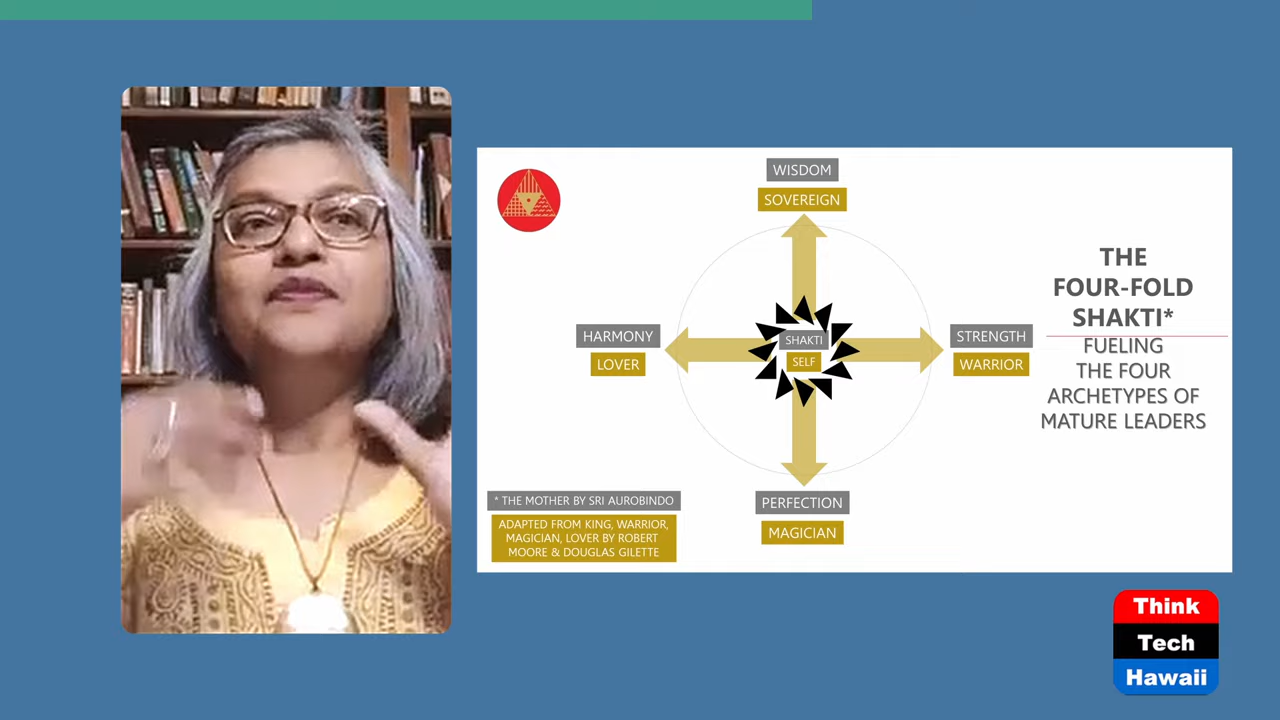 WISDOM
SOVEREIGN
HARMONY
LOVER
SHAKTI
SELF
STRENGTH
WARRIOR
PERFECTION
MAGICIAN
THE
FOUR-FOLD
SHAKTI*
FUELING
THE FOUR
ARCHETYPES OF
MATURE LEADERS
* THE MOTHER BY SRI AUROBINDO
ADAPTED FROM KING, WARRIOR,
MAGICIAN, LOVER BY ROBERT
MOORE & DOUGLAS GILETTE
Think
Tech
Hawaii